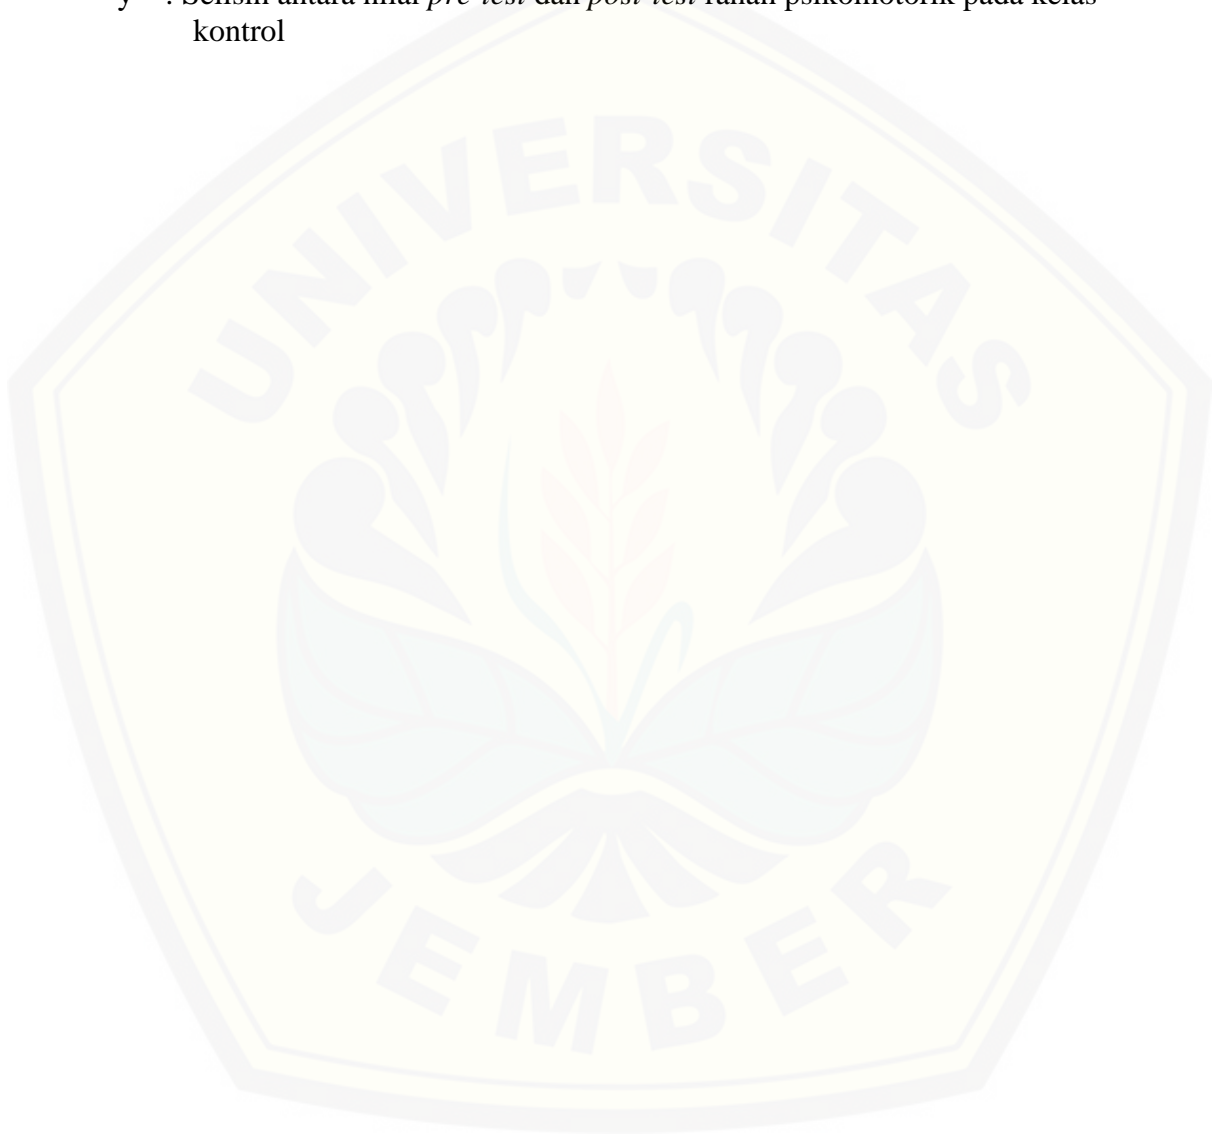 y : Selisih antara nilai pre-test dan post-test ranah psikomotorik pada kelas
kontrol
UNIVERSITAS
JEMBER